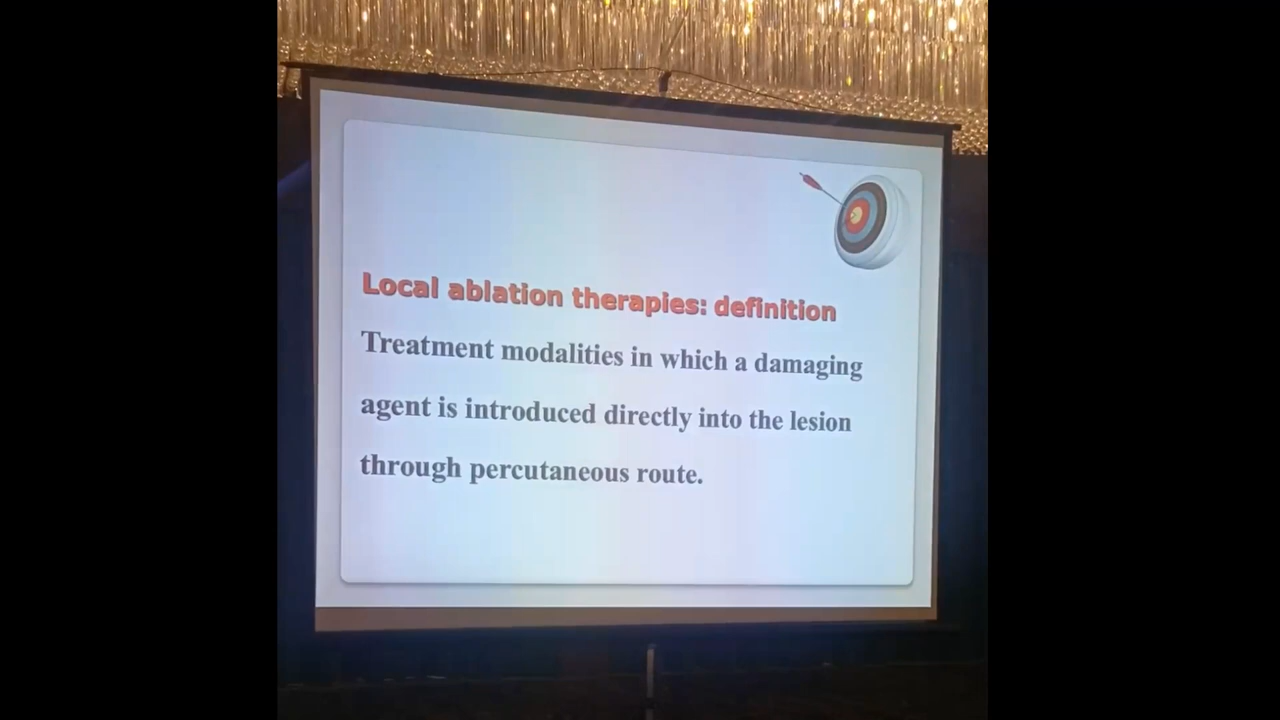 Local ablation therapies: definition
Treatment modalities in which a damaging
agent is introduced directly into the lesion
through percutaneous route.